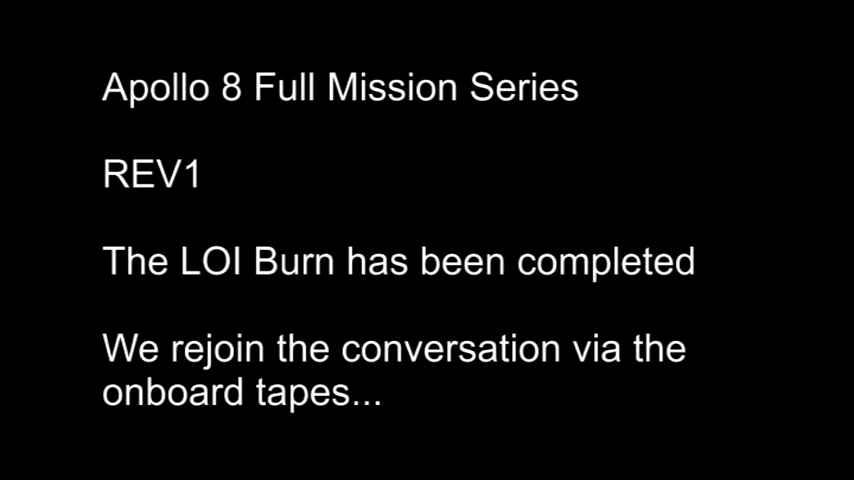 Apollo 8 Full Mission Series
REV1
The LOI Burn has been completed
We rejoin the conversation via the
onboard tapes...